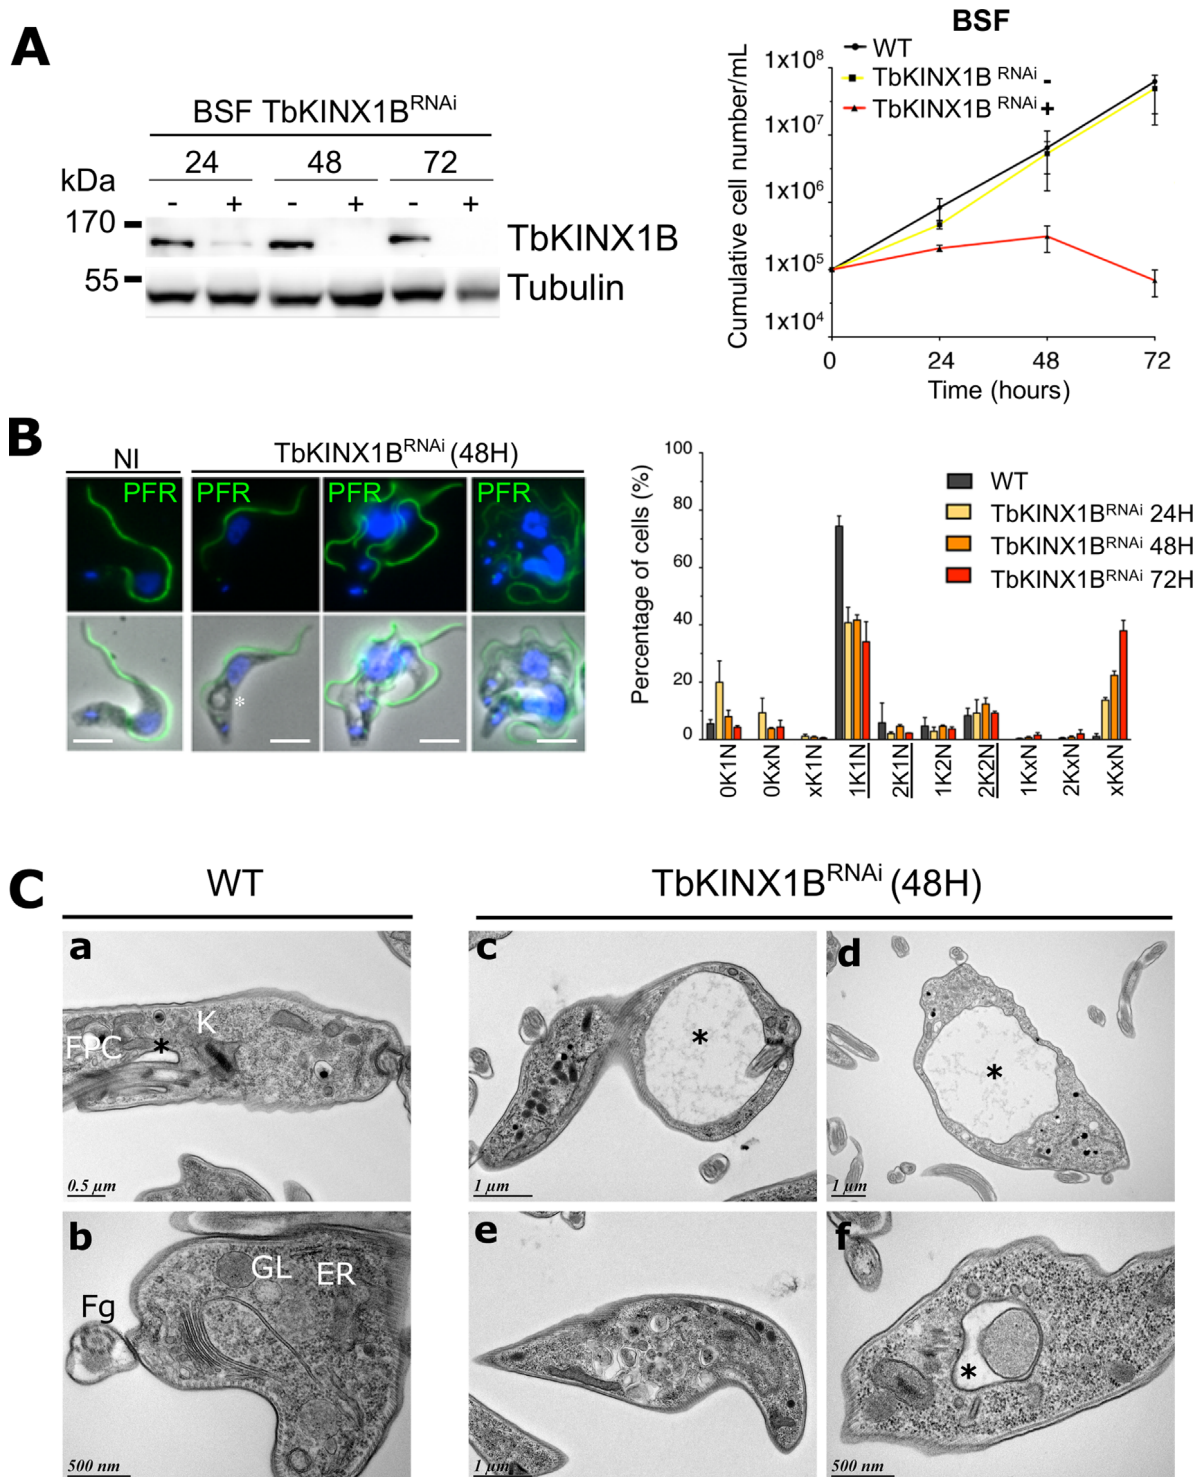 A
BSF TbKINX1B^RNAi
24 48 72
kDa
- + - + - +
170
TbKINX1B
55
Tubulin
BSF
WT
TbKINX1B RNAi -
TbKINX1B RNAi +
Cumulative cell number/mL
1x10^8
1x10^7
1x10^6
1x10^5
1x10^4
0 24 48 72
Time (hours)
B
NI
TbKINX1B^RNAi (48H)
PFR PFR PFR PFR
*
Percentage of cells (%)
100
80
60
40
20
0
WT
TbKINX1B^RNAi 24H
TbKINX1B^RNAi 48H
TbKINX1B^RNAi 72H
0K1N 0KxN xK1N 1K1N 2K1N 1K2N 2K2N 1KxN 2KxN xKxN
C
WT
TbKINX1B^RNAi (48H)
a
FPC
*
K
0.5 µm
b
Fg
GL ER
500 nm
c
*
1 µm
d
*
1 µm
e
1 µm
f
*
500 nm